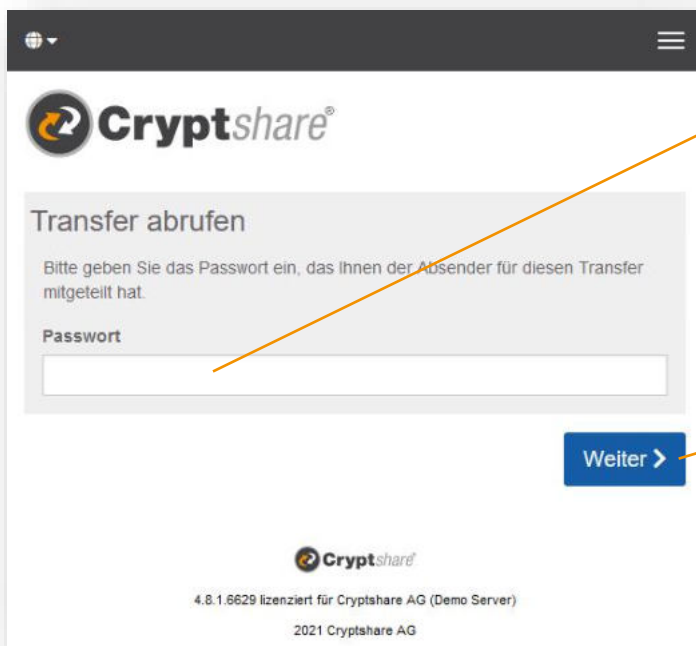 Cryptshare®
Transfer abrufen
Bitte geben Sie das Passwort ein, das Ihnen der Absender für diesen Transfer
mitgeteilt hat.
Passwort
Weiter
Cryptshare®
4.8.1.6629 lizenziert für Cryptshare AG (Demo Server)
2021 Cryptshare AG